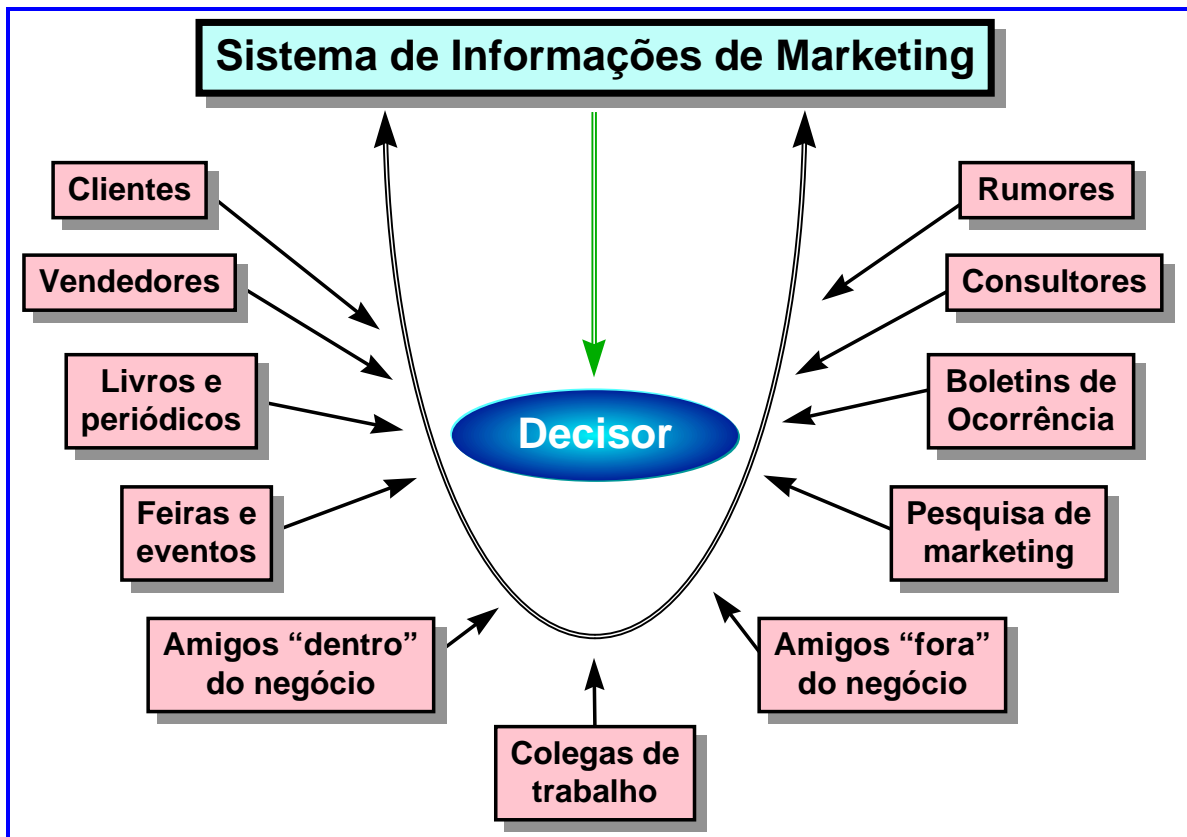 Sistema de Informações de Marketing
Clientes
Rumores
Vendedores
Consultores
Livros e
periódicos
Boletins de
Ocorrência
Decisor
Feiras e
eventos
Pesquisa de
marketing
Amigos “dentro”
do negócio
Amigos “fora”
do negócio
Colegas de
trabalho